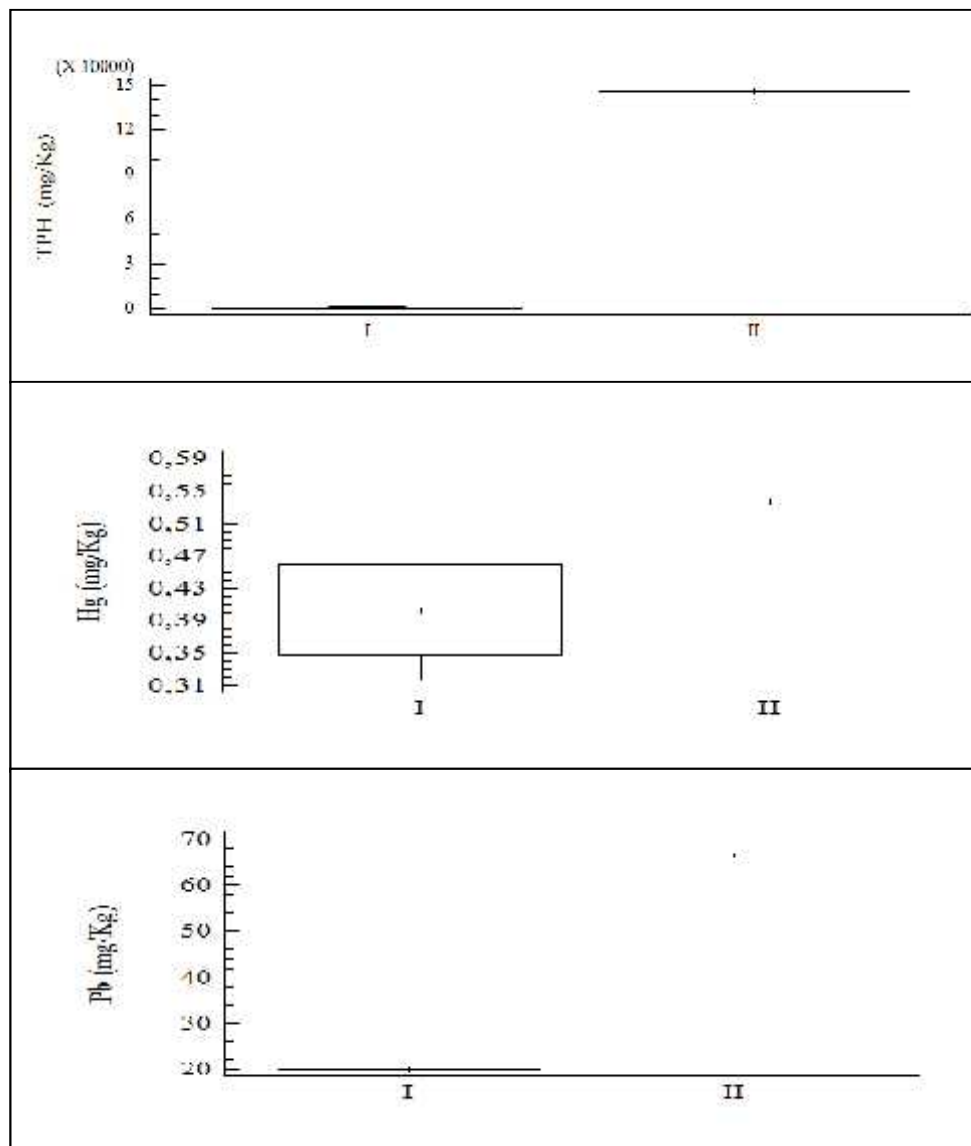 (X 10000)
15
12
9
6
3
0
TPH (mg/Kg)
I II
0,59
0,55
0.51
0,47
0.43
0,39
0.35
0.31
Hg (mg/Kg)
I II
70
60
50
40
30
20
Pb (mg/Kg)
I II